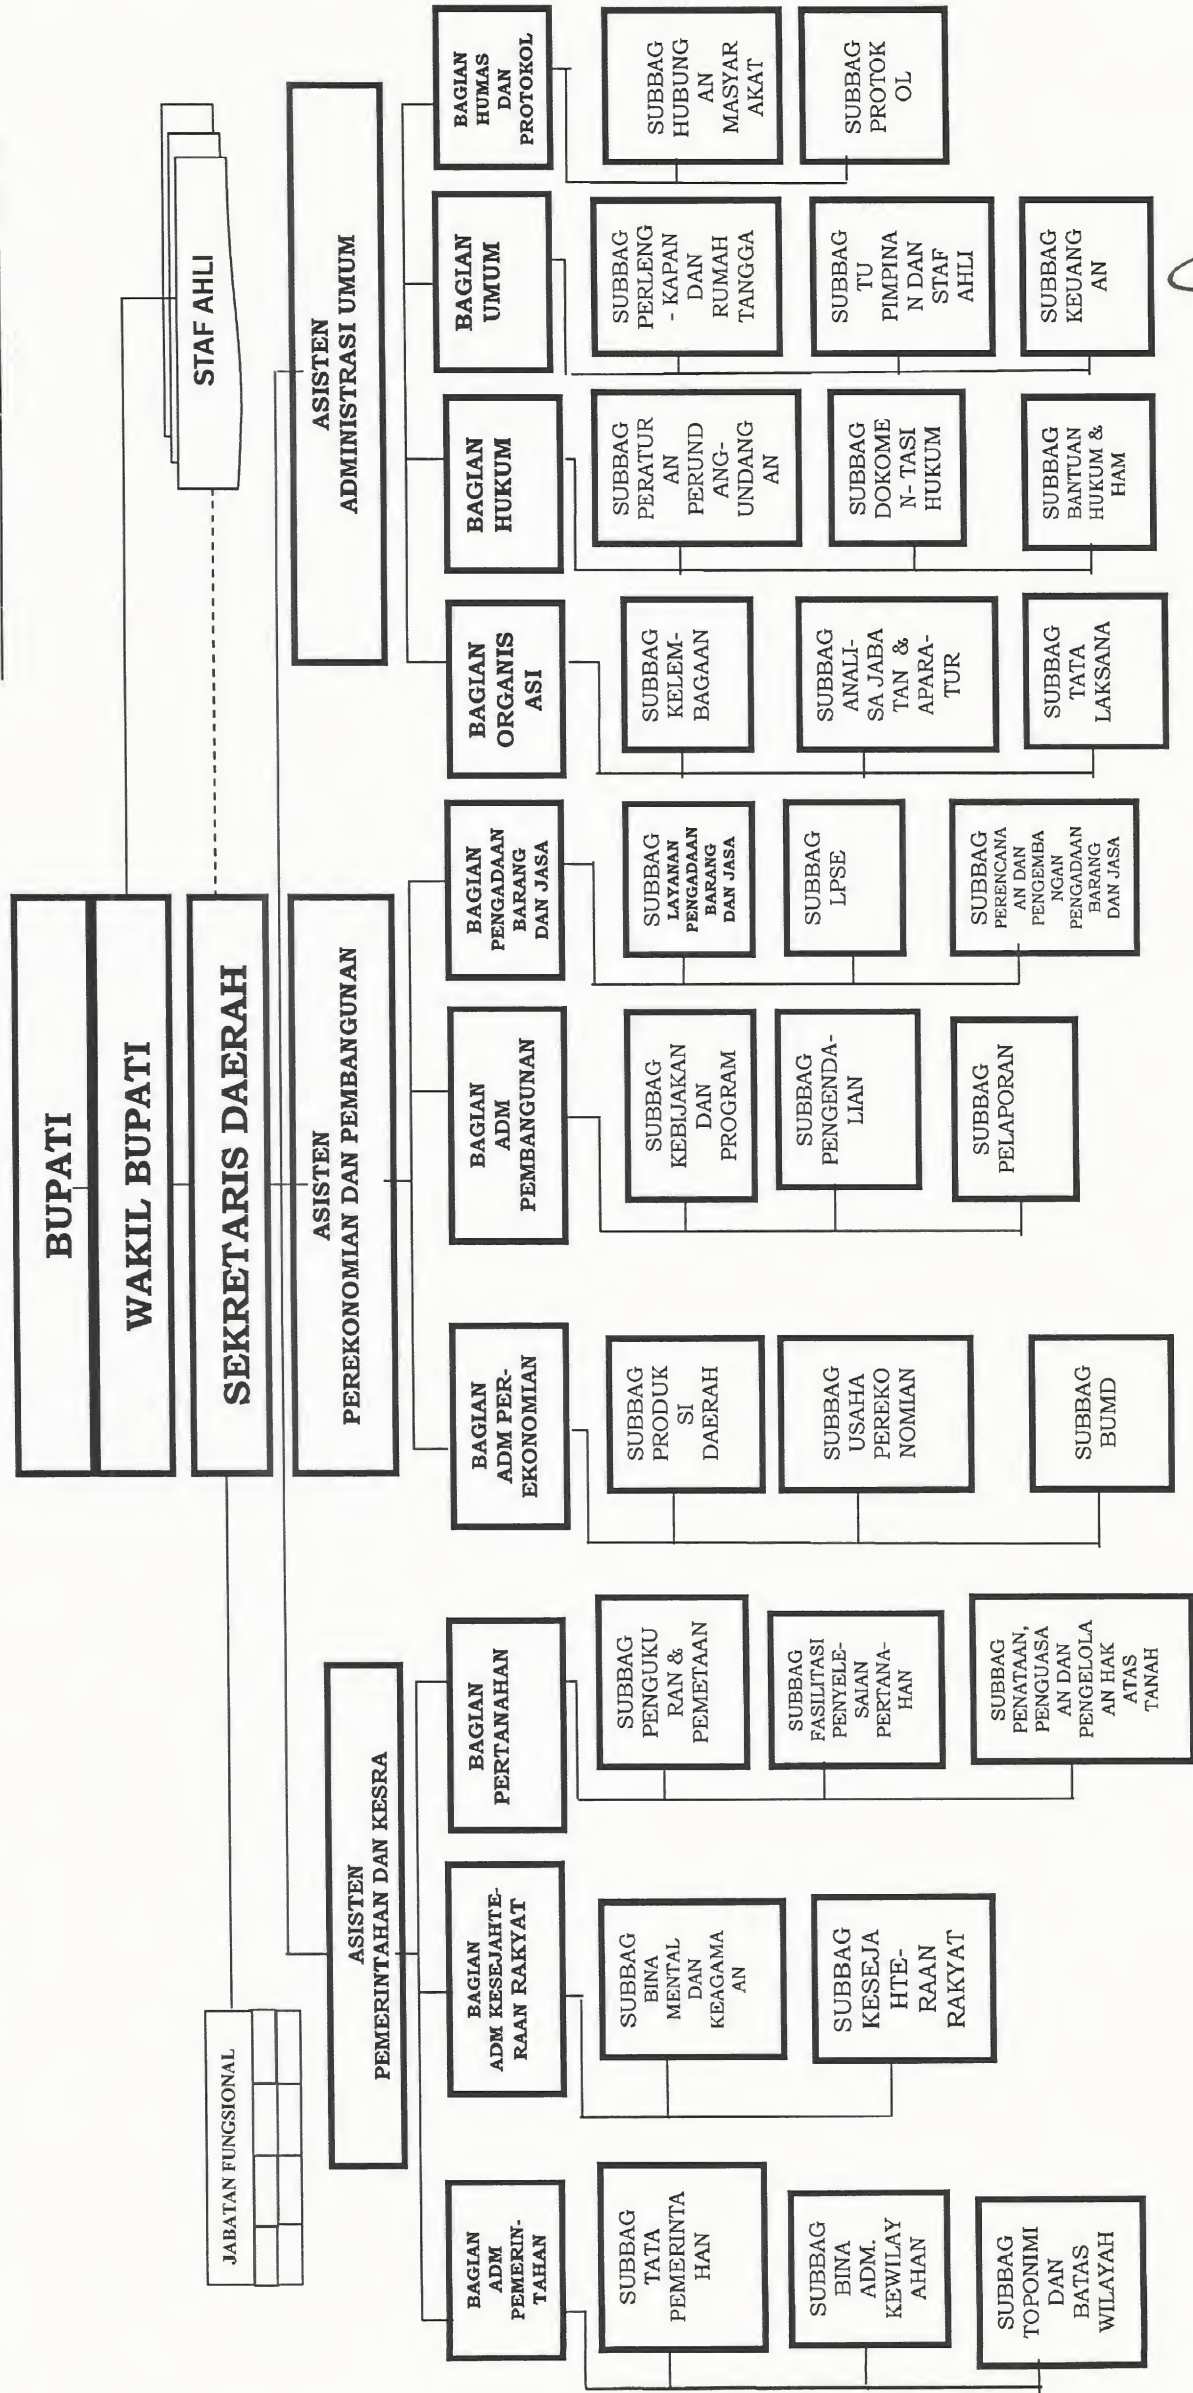 BUPATI
WAKIL BUPATI
SEKRETARIS DAERAH
STAF AHLI
JABATAN FUNGSIONAL
ASISTEN
PEMERINTAHAN DAN KESRA
ASISTEN
PEREKONOMIAN DAN PEMBANGUNAN
ASISTEN
ADMINISTRASI UMUM
BAGIAN
ADM
PEMERIN-
TAHAN
SUBBAG
TATA
PEMERINTA
HAN
SUBBAG
BINA
ADM.
KEWILAY
AHAN
SUBBAG
TOPONIMI
DAN
BATAS
WILAYAH
BAGIAN
ADM KESEJAHTE-
RAAN RAKYAT
SUBBAG
BINA
MENTAL
DAN
KEAGAMA
AN
SUBBAG
KESEJA
HTE-
RAAN
RAKYAT
BAGIAN
PERTANAHAN
SUBBAG
PENGUKU
RAN &
PEMETAAN
SUBBAG
FASILITASI
PENYELE-
SAIAN
PERTANA-
HAN
SUBBAG
PENATAAN,
PENGUASA
AN DAN
PENGELOLA
AN HAK
ATAS
TANAH
BAGIAN
ADM PER-
EKONOMIAN
SUBBAG
PRODUK
SI
DAERAH
SUBBAG
USAHA
PEREKO
NOMIAN
SUBBAG
BUMD
BAGIAN
ADM
PEMBANGUNAN
SUBBAG
KEBIJAKAN
DAN
PROGRAM
SUBBAG
PENGENDA-
LIAN
SUBBAG
PELAPORAN
BAGIAN
PENGADAAN
BARANG
DAN JASA
SUBBAG
LAYANAN
PENGADAAN
BARANG
DAN JASA
SUBBAG
LPSE
SUBBAG
PERENCANA
AN DAN
PENGEMBA
NGAN
PENGADAAN
BARANG
DAN JASA
BAGIAN
ORGANIS
ASI
SUBBAG
KELEM-
BAGAAN
SUBBAG
ANALI-
SA JABA
TAN &
APARA-
TUR
SUBBAG
TATA
LAKSANA
BAGIAN
HUKUM
SUBBAG
PERATUR
AN
PERUND
ANG-
UNDANG
AN
SUBBAG
DOKOME
N- TASI
HUKUM
SUBBAG
BANTUAN
HUKUM &
HAM
BAGIAN
UMUM
SUBBAG
PERLENG
- KAPAN
DAN
RUMAH
TANGGA
SUBBAG
TU
PIMPINA
N DAN
STAF
AHLI
SUBBAG
KEUANG
AN
BAGIAN
HUMAS
DAN
PROTOKOL
SUBBAG
HUBUNG
AN
MASYAR
AKAT
SUBBAG
PROTOK
OL